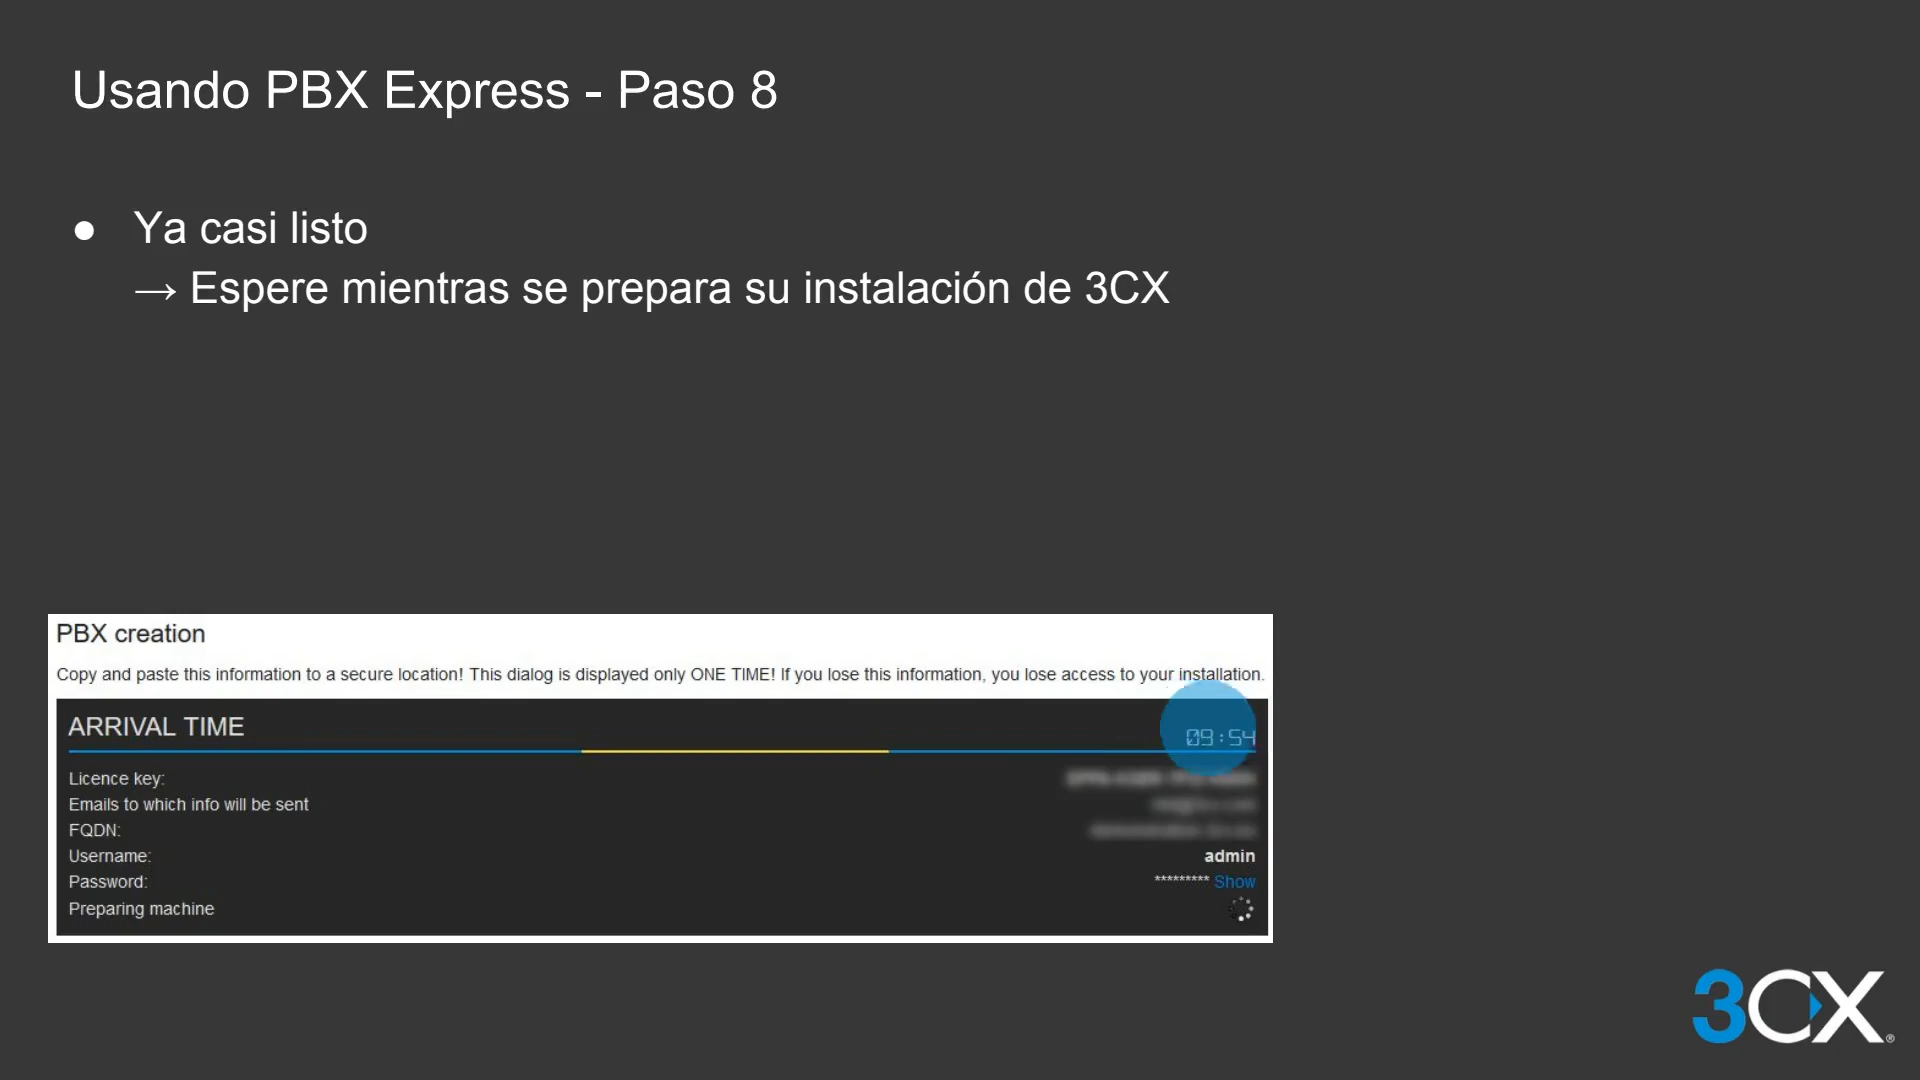 Usando PBX Express - Paso 8
● Ya casi listo
→ Espere mientras se prepara su instalación de 3CX
PBX creation
Copy and paste this information to a secure location! This dialog is displayed only ONE TIME! If you lose this information, you lose access to your installation.
ARRIVAL TIME 09:54
Licence key:
Emails to which info will be sent
FQDN:
Username: admin
Password: ********* Show
Preparing machine
3CX®